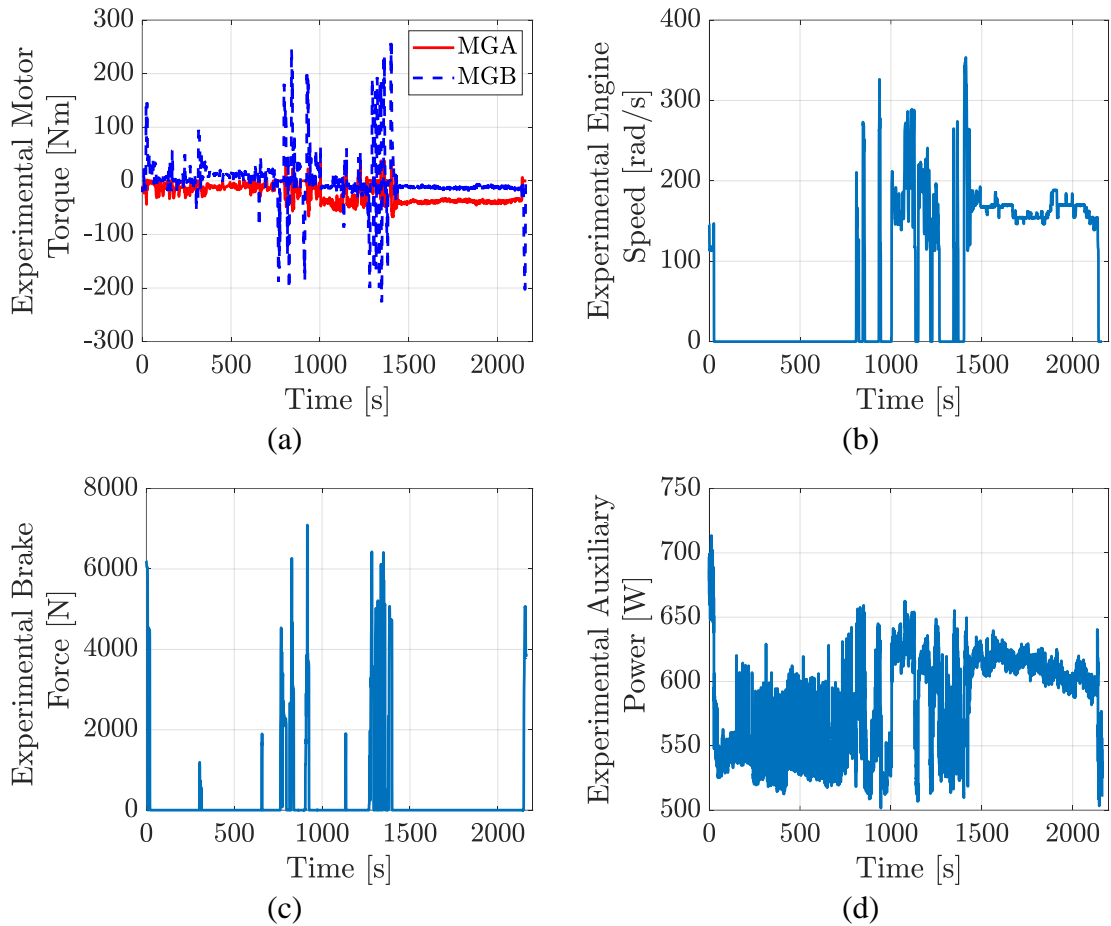 Experimental Motor
Torque [Nm]
300
200
100
0
-100
-200
-300
MGA
MGB
0 500 1000 1500 2000
Time [s]
(a)
Experimental Engine
Speed [rad/s]
400
300
200
100
0
0 500 1000 1500 2000
Time [s]
(b)
Experimental Brake
Force [N]
8000
6000
4000
2000
0
0 500 1000 1500 2000
Time [s]
(c)
Experimental Auxiliary
Power [W]
750
700
650
600
550
500
0 500 1000 1500 2000
Time [s]
(d)